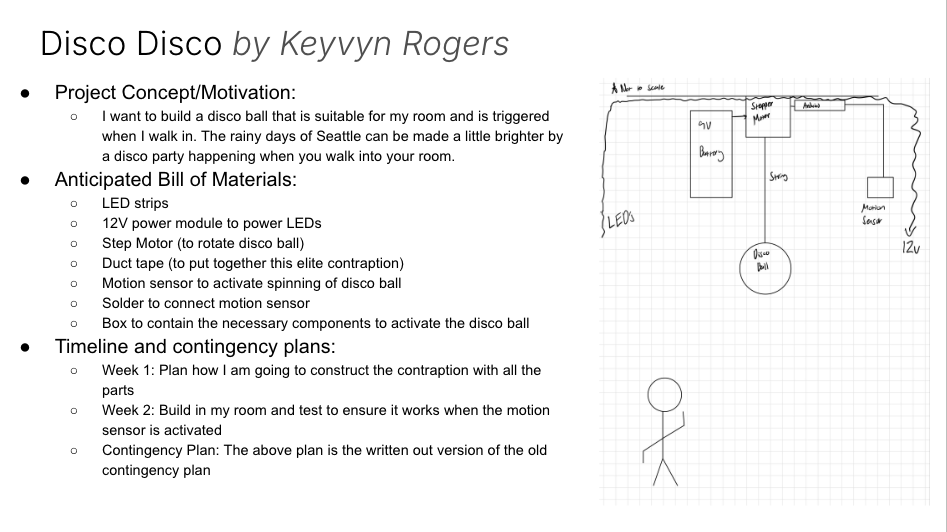 Disco Disco by Keyvyn Rogers
● Project Concept/Motivation:
○ I want to build a disco ball that is suitable for my room and is triggered
when I walk in. The rainy days of Seattle can be made a little brighter by
a disco party happening when you walk into your room.
● Anticipated Bill of Materials:
○ LED strips
○ 12V power module to power LEDs
○ Step Motor (to rotate disco ball)
○ Duct tape (to put together this elite contraption)
○ Motion sensor to activate spinning of disco ball
○ Solder to connect motion sensor
○ Box to contain the necessary components to activate the disco ball
● Timeline and contingency plans:
○ Week 1: Plan how I am going to construct the contraption with all the
parts
○ Week 2: Build in my room and test to ensure it works when the motion
sensor is activated
○ Contingency Plan: The above plan is the written out version of the old
contingency plan
Not to Scale
Stepper
Motor
Arduino
9V
Battery
String
Motion
Sensor
LEDs
12v
Disco
Ball